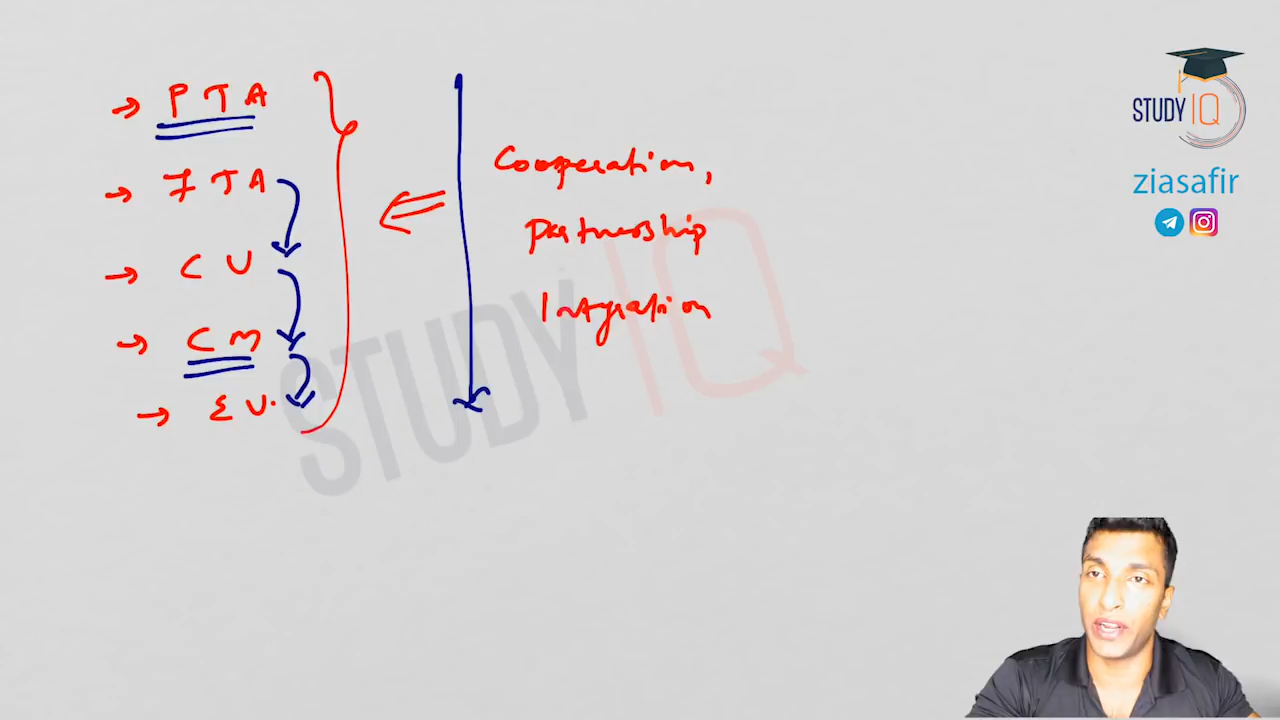 → PTA
→ FTA
→ CU
→ CM
→ EU.
Cooperation,
Partnership
Integration
STUDY IQ
STUDY IQ
ziasafir